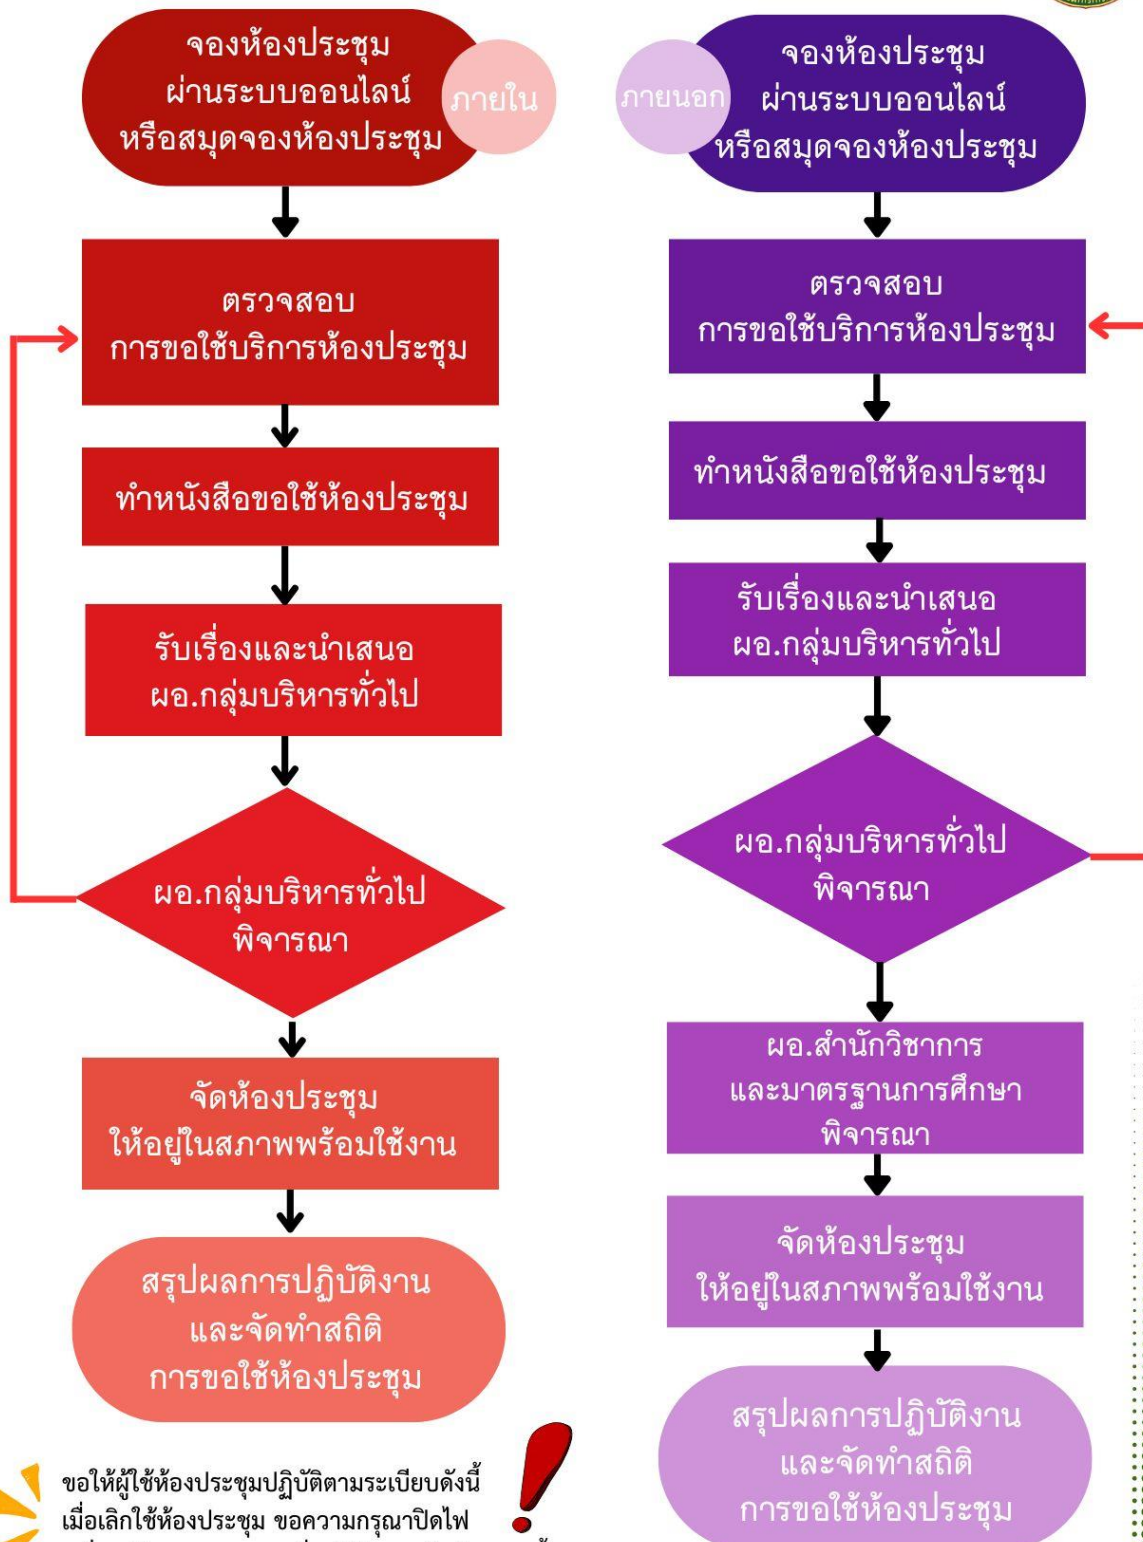 จองห้องประชุม
ผ่านระบบออนไลน์
หรือสมุดจองห้องประชุม
ภายใน
ตรวจสอบ
การขอใช้บริการห้องประชุม
ทำหนังสือขอใช้ห้องประชุม
รับเรื่องและนำเสนอ
ผอ.กลุ่มบริหารทั่วไป
ผอ.กลุ่มบริหารทั่วไป
พิจารณา
จัดห้องประชุม
ให้อยู่ในสภาพพร้อมใช้งาน
สรุปผลการปฏิบัติงาน
และจัดทำสถิติ
การขอใช้ห้องประชุม
ขอให้ผู้ใช้ห้องประชุมปฏิบัติตามระเบียบดังนี้
เมื่อเลิกใช้ห้องประชุม ขอความกรุณาปิดไฟ
ภายนอก
จองห้องประชุม
ผ่านระบบออนไลน์
หรือสมุดจองห้องประชุม
ตรวจสอบ
การขอใช้บริการห้องประชุม
ทำหนังสือขอใช้ห้องประชุม
รับเรื่องและนำเสนอ
ผอ.กลุ่มบริหารทั่วไป
ผอ.กลุ่มบริหารทั่วไป
พิจารณา
ผอ.สำนักวิชาการ
และมาตรฐานการศึกษา
พิจารณา
จัดห้องประชุม
ให้อยู่ในสภาพพร้อมใช้งาน
สรุปผลการปฏิบัติงาน
และจัดทำสถิติ
การขอใช้ห้องประชุม